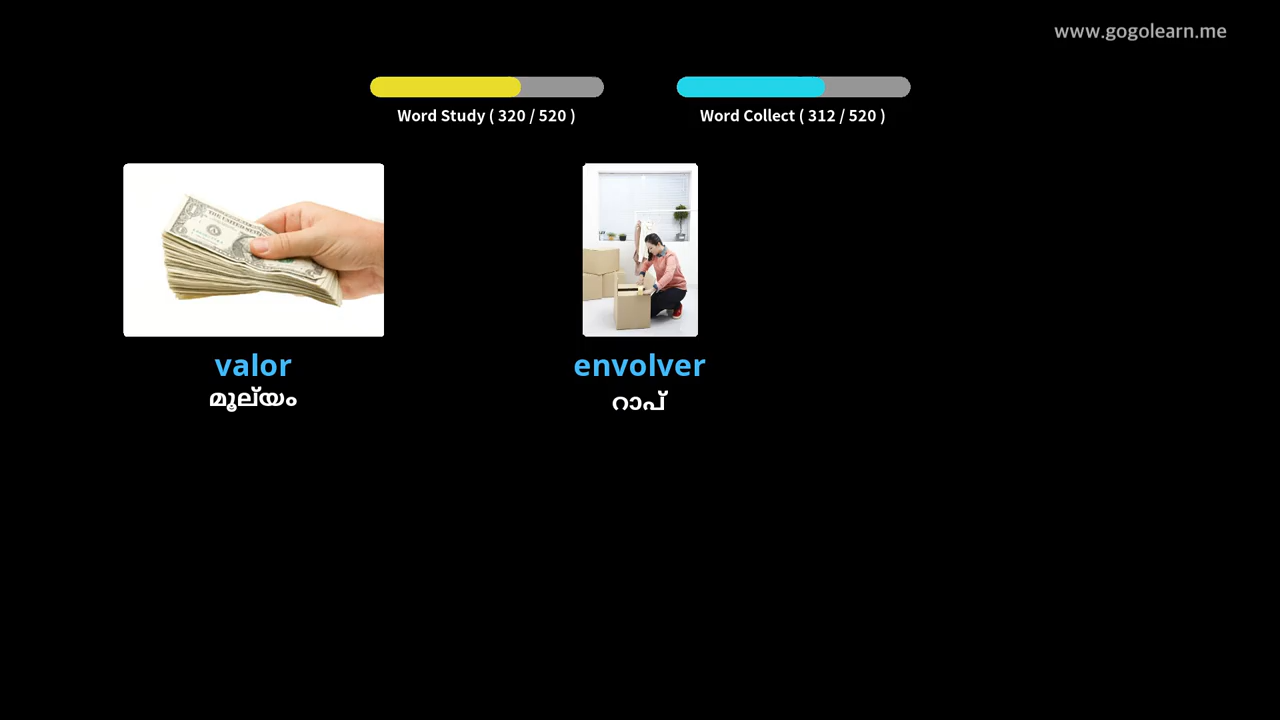 www.gogolearn.me
Word Study ( 320 / 520 )
Word Collect ( 312 / 520 )
valor
മൂല്യം
envolver
റാപ്